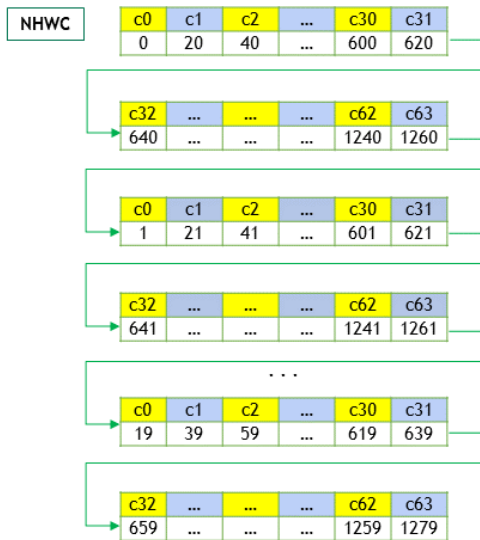 NHWC
c0 c1 c2 ... c30 c31
0 20 40 ... 600 620
c32 ... ... ... c62 c63
640 ... ... ... 1240 1260
c0 c1 c2 ... c30 c31
1 21 41 ... 601 621
c32 ... ... ... c62 c63
641 ... ... ... 1241 1261
...
c0 c1 c2 ... c30 c31
19 39 59 ... 619 639
c32 ... ... ... c62 c63
659 ... ... ... 1259 1279